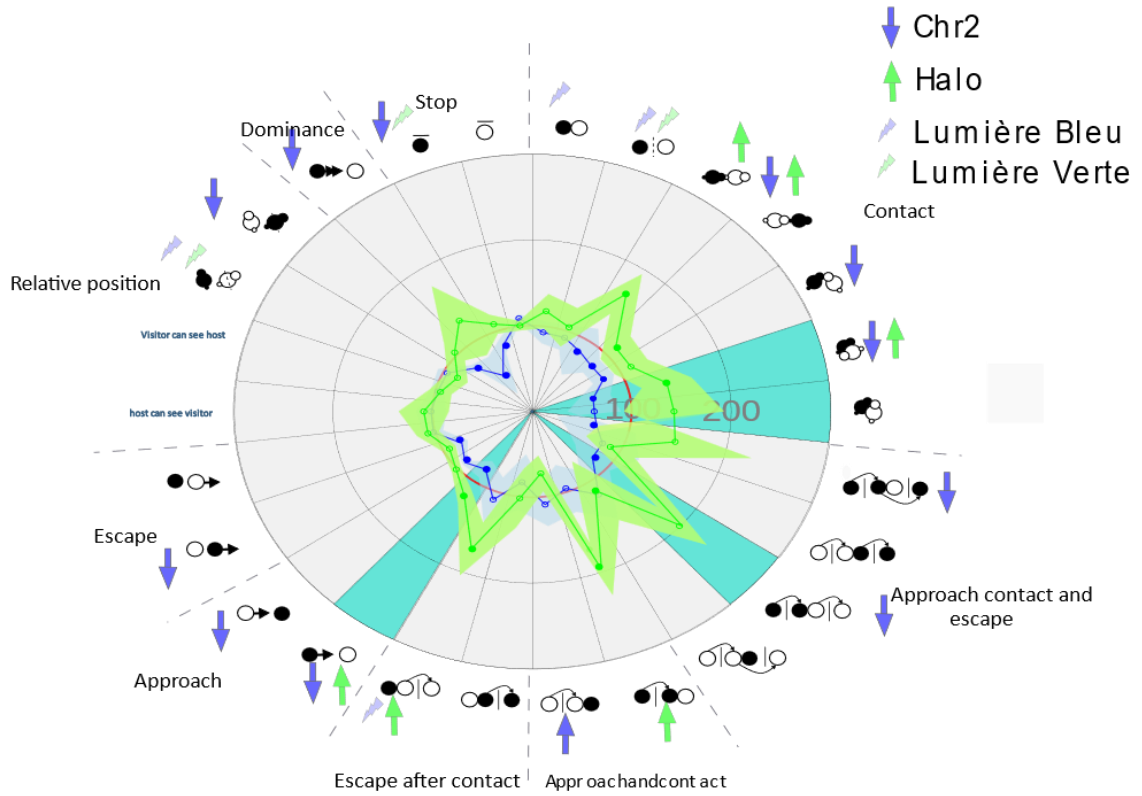 Chr2
Halo
Lumière Bleu
Lumière Verte
Stop
Dominance
Contact
Relative position
Visitor can see host
host can see visitor
100
200
Escape
Approach contact and
escape
Approach
Escape after contact
Approachandcontact